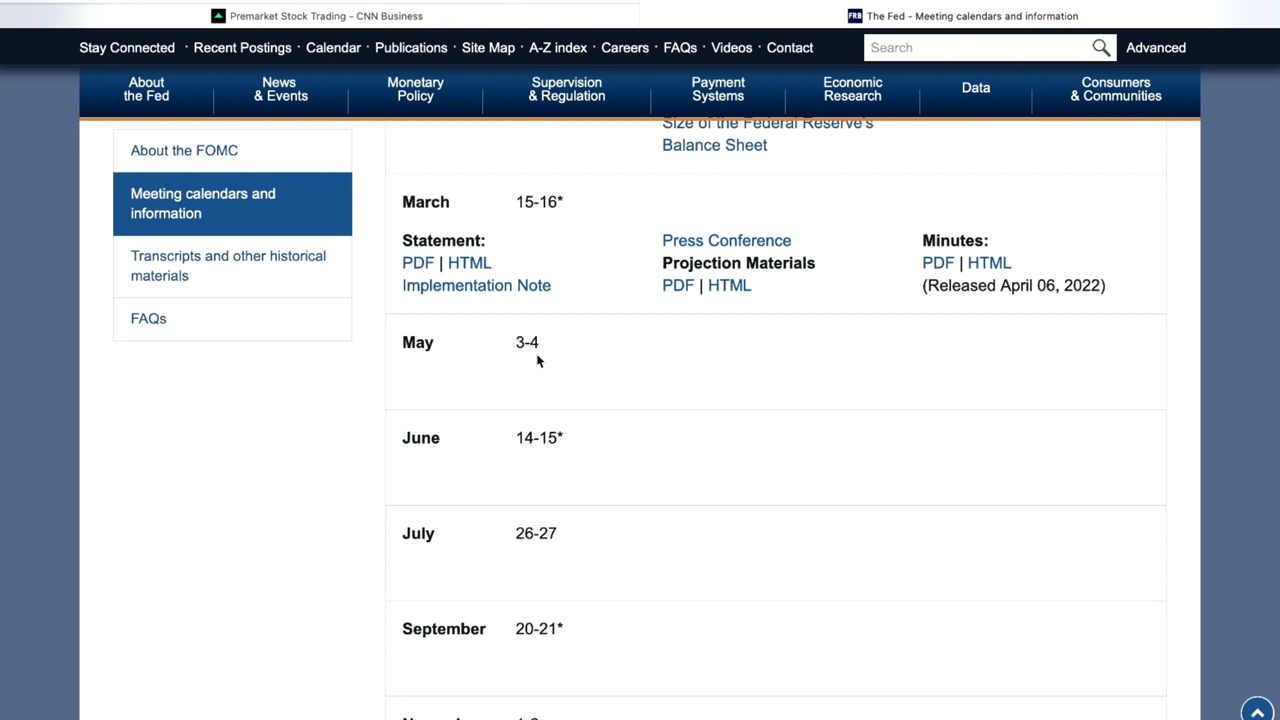 Premarket Stock Trading - CNN Business
FRB The Fed - Meeting calendars and information
Stay Connected · Recent Postings · Calendar · Publications · Site Map · A-Z index · Careers · FAQs · Videos · Contact
Search
Advanced
About
the Fed
News
& Events
Monetary
Policy
Supervision
& Regulation
Payment
Systems
Economic
Research
Data
Consumers
& Communities
About the FOMC
Meeting calendars and
information
Transcripts and other historical
materials
FAQs
Size of the Federal Reserve's
Balance Sheet
March 15-16*
Statement:
PDF | HTML
Implementation Note
Press Conference
Projection Materials
PDF | HTML
Minutes:
PDF | HTML
(Released April 06, 2022)
May 3-4
June 14-15*
July 26-27
September 20-21*